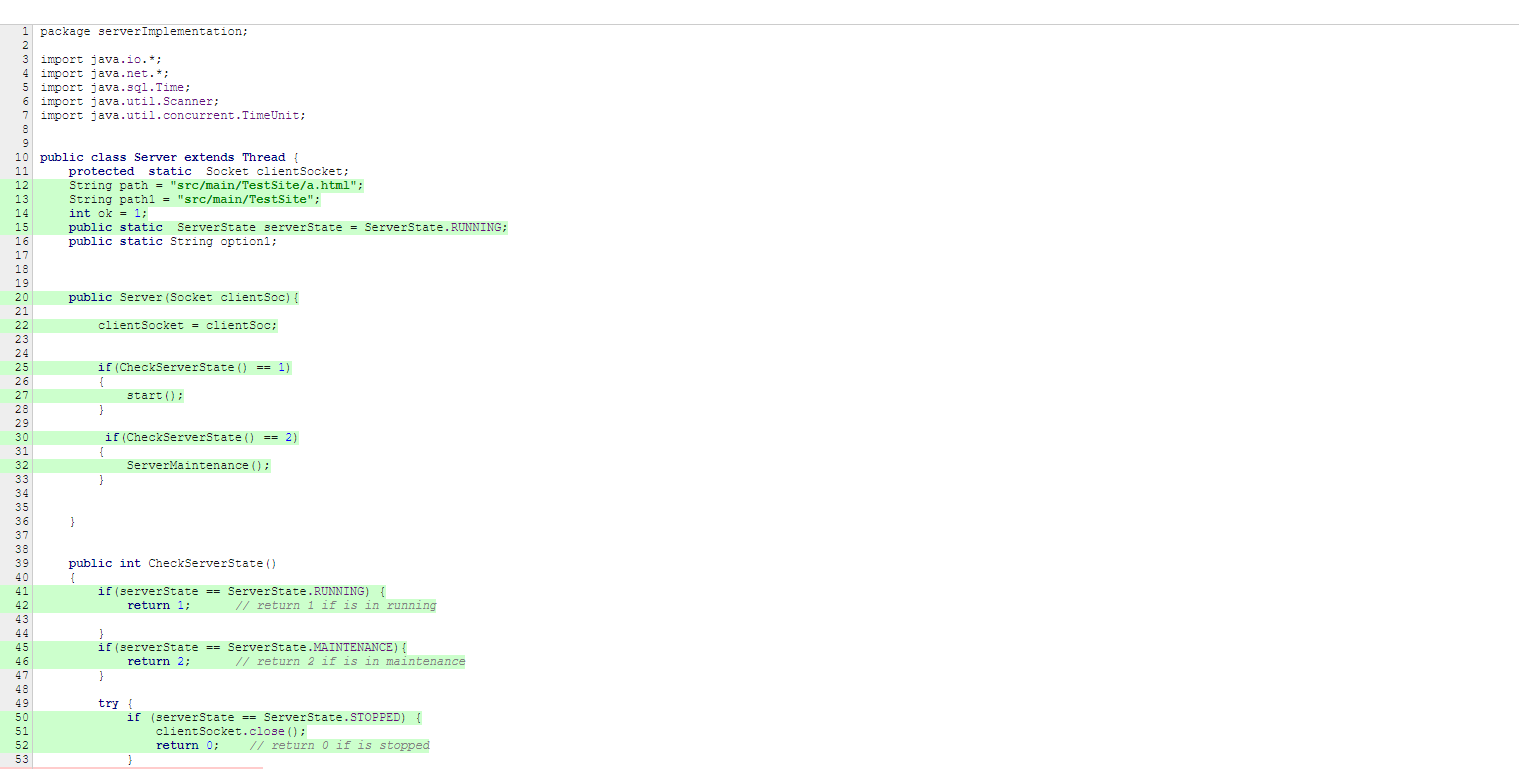 1 package serverImplementation;
2
3 import java.io.*;
4 import java.net.*;
5 import java.sql.Time;
6 import java.util.Scanner;
7 import java.util.concurrent.TimeUnit;
8
9
10 public class Server extends Thread {
11     protected  static  Socket clientSocket;
12     String path = "src/main/TestSite/a.html";
13     String path1 = "src/main/TestSite";
14     int ok = 1;
15     public static  ServerState serverState = ServerState.RUNNING;
16     public static String option1;
17
18
19
20     public Server(Socket clientSoc){
21
22         clientSocket = clientSoc;
23
24
25         if(CheckServerState() == 1)
26         {
27             start();
28         }
29
30          if(CheckServerState() == 2)
31         {
32             ServerMaintenance();
33         }
34
35
36     }
37
38
39     public int CheckServerState()
40     {
41         if(serverState == ServerState.RUNNING) {
42             return 1;      // return 1 if is in running
43
44         }
45         if(serverState == ServerState.MAINTENANCE){
46             return 2;      // return 2 if is in maintenance
47         }
48
49         try {
50             if (serverState == ServerState.STOPPED) {
51                 clientSocket.close();
52                 return 0;    // return 0 if is stopped
53             }